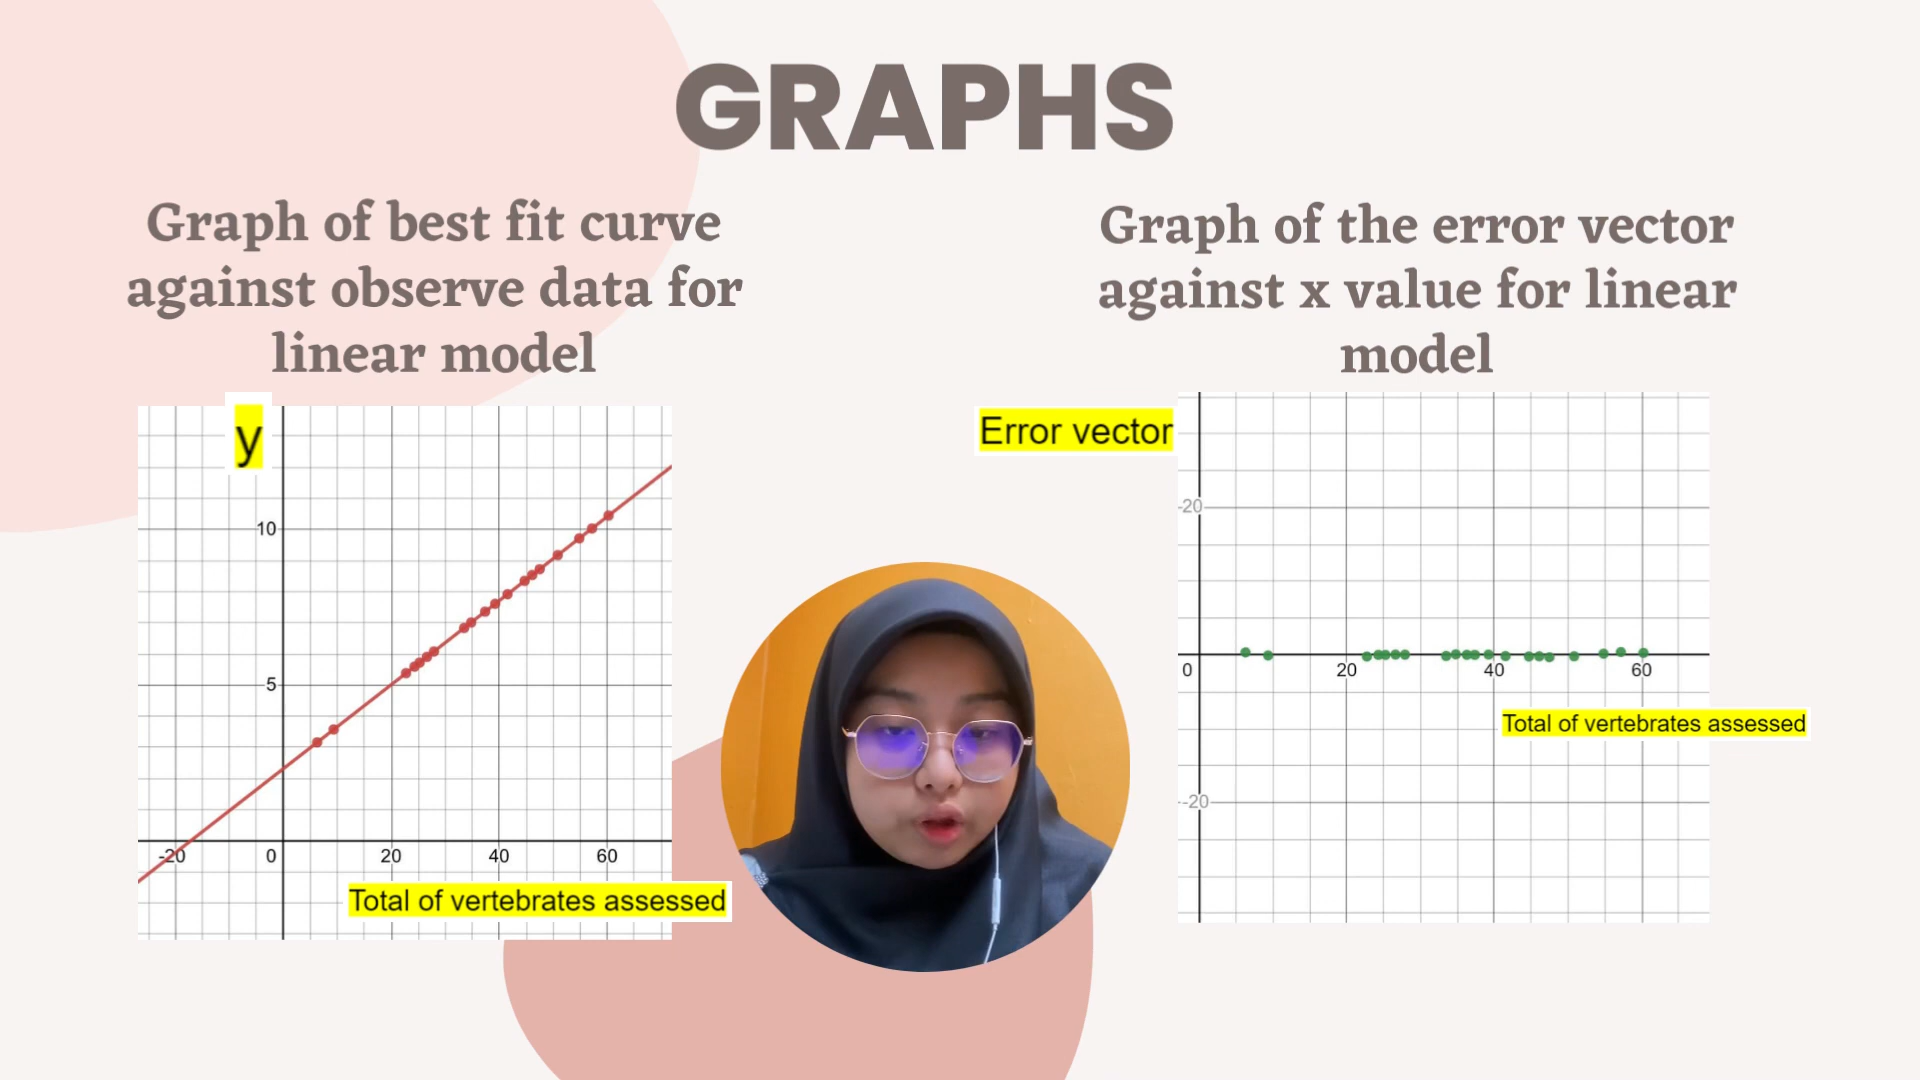 GRAPHS
Graph of best fit curve
against observe data for
linear model
y
10
5
-20
0
20
40
60
Total of vertebrates assessed
Graph of the error vector
against x value for linear
model
Error vector
-20
0
20
40
60
Total of vertebrates assessed
-20